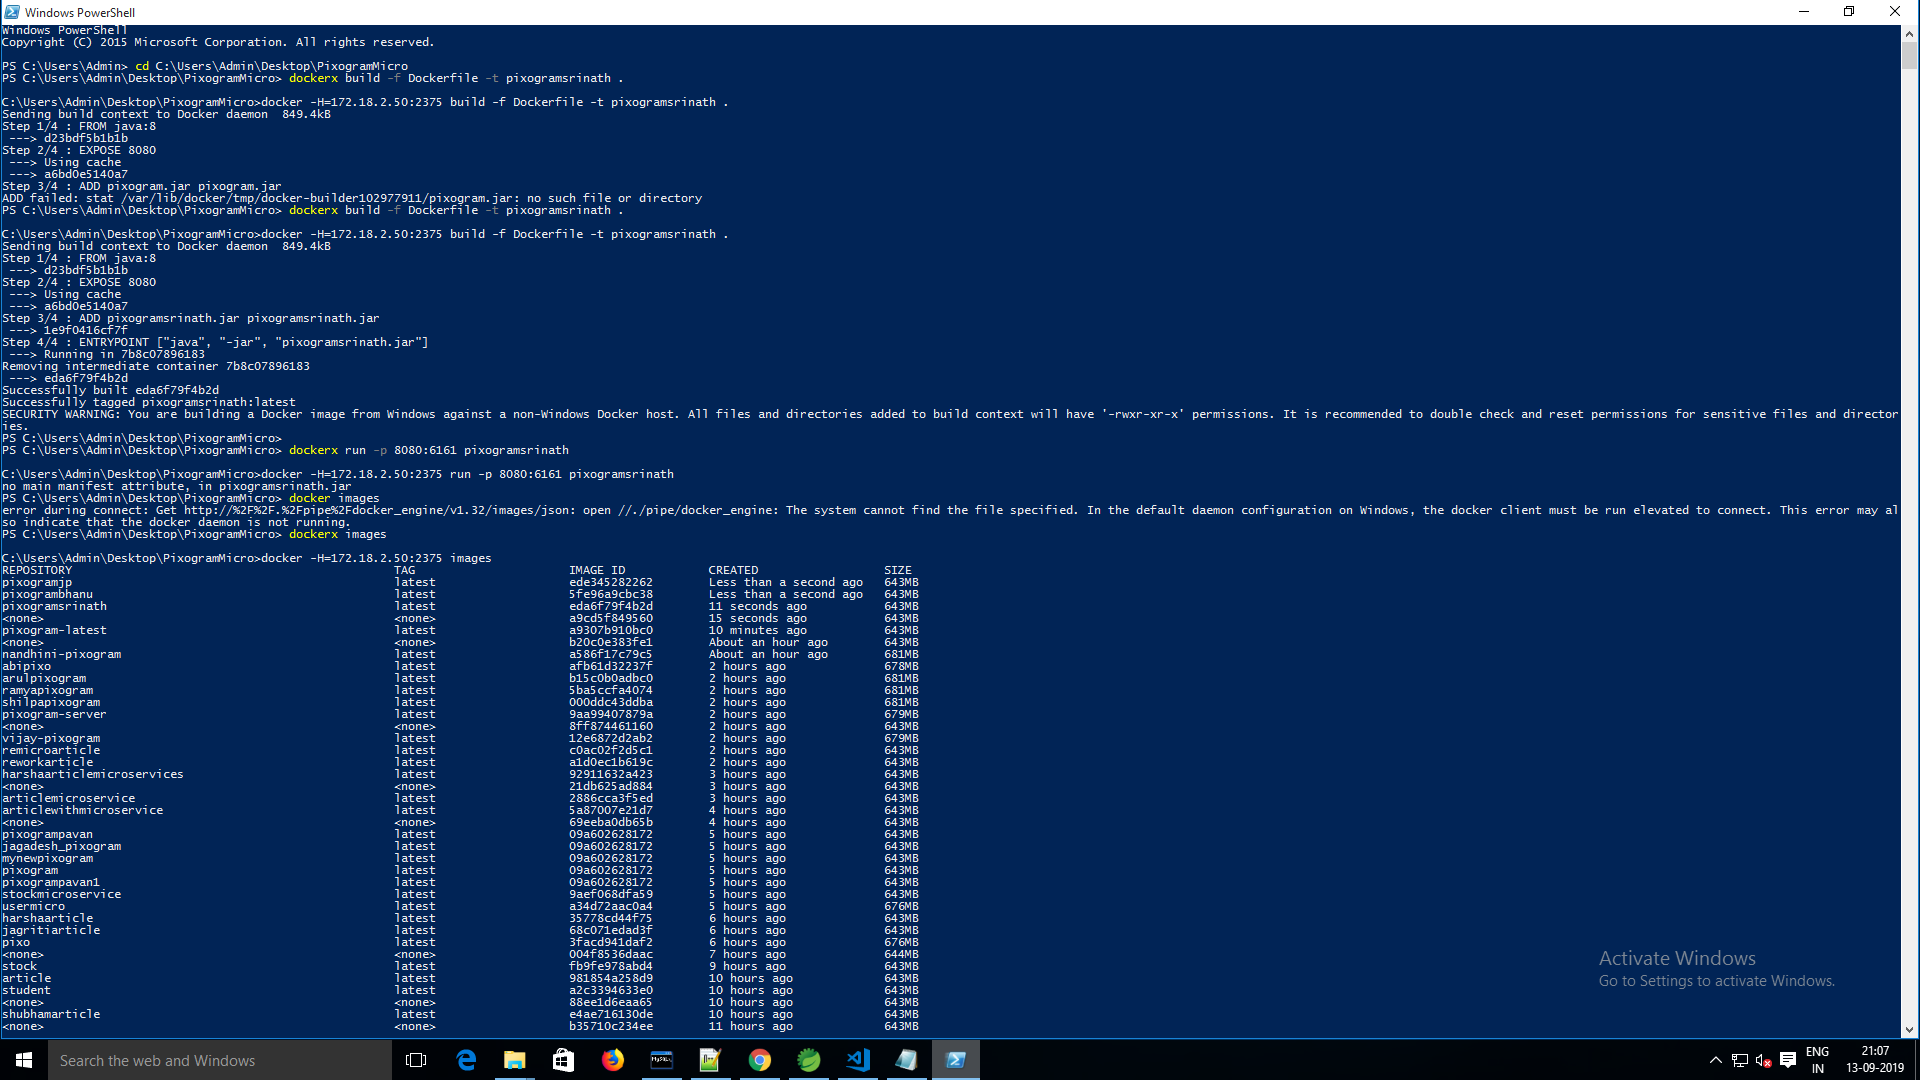 Windows PowerShell
Windows PowerShell
Copyright (C) 2015 Microsoft Corporation. All rights reserved.
PS C:\Users\Admin> cd C:\Users\Admin\Desktop\PixogramMicro
PS C:\Users\Admin\Desktop\PixogramMicro> dockerx build -f Dockerfile -t pixogramsrinath .
C:\Users\Admin\Desktop\PixogramMicro>docker -H=172.18.2.50:2375 build -f Dockerfile -t pixogramsrinath .
Sending build context to Docker daemon  849.4kB
Step 1/4 : FROM java:8
 ---> d23bdf5b1b1b
Step 2/4 : EXPOSE 8080
 ---> Using cache
 ---> a6bd0e5140a7
Step 3/4 : ADD pixogram.jar pixogram.jar
ADD failed: stat /var/lib/docker/tmp/docker-builder102977911/pixogram.jar: no such file or directory
PS C:\Users\Admin\Desktop\PixogramMicro> dockerx build -f Dockerfile -t pixogramsrinath .
C:\Users\Admin\Desktop\PixogramMicro>docker -H=172.18.2.50:2375 build -f Dockerfile -t pixogramsrinath .
Sending build context to Docker daemon  849.4kB
Step 1/4 : FROM java:8
 ---> d23bdf5b1b1b
Step 2/4 : EXPOSE 8080
 ---> Using cache
 ---> a6bd0e5140a7
Step 3/4 : ADD pixogramsrinath.jar pixogramsrinath.jar
 ---> 1e9f0416cf7f
Step 4/4 : ENTRYPOINT ["java", "-jar", "pixogramsrinath.jar"]
 ---> Running in 7b8c07896183
Removing intermediate container 7b8c07896183
 ---> eda6f79f4b2d
Successfully built eda6f79f4b2d
Successfully tagged pixogramsrinath:latest
SECURITY WARNING: You are building a Docker image from Windows against a non-Windows Docker host. All files and directories added to build context will have '-rwxr-xr-x' permissions. It is recommended to double check and reset permissions for sensitive files and director
ies.
PS C:\Users\Admin\Desktop\PixogramMicro>
PS C:\Users\Admin\Desktop\PixogramMicro> dockerx run -p 8080:6161 pixogramsrinath
C:\Users\Admin\Desktop\PixogramMicro>docker -H=172.18.2.50:2375 run -p 8080:6161 pixogramsrinath
no main manifest attribute, in pixogramsrinath.jar
PS C:\Users\Admin\Desktop\PixogramMicro> docker images
error during connect: Get http://%2F%2F.%2Fpipe%2Fdocker_engine/v1.32/images/json: open //./pipe/docker_engine: The system cannot find the file specified. In the default daemon configuration on Windows, the docker client must be run elevated to connect. This error may al
so indicate that the docker daemon is not running.
PS C:\Users\Admin\Desktop\PixogramMicro> dockerx images
C:\Users\Admin\Desktop\PixogramMicro>docker -H=172.18.2.50:2375 images
REPOSITORY TAG IMAGE ID CREATED SIZE
pixogramjp latest ede345282262 Less than a second ago 643MB
pixogrambhanu latest 5fe96a9cbc38 Less than a second ago 643MB
pixogramsrinath latest eda6f79f4b2d 11 seconds ago 643MB
<none> <none> a9cd5f849560 15 seconds ago 643MB
pixogram-latest latest a9307b910bc0 10 minutes ago 643MB
<none> <none> b20c0e383fe1 About an hour ago 643MB
nandhini-pixogram latest a586f17c79c5 About an hour ago 681MB
abipixo latest afb61d32237f 2 hours ago 678MB
arulpixogram latest b15c0b0adbc0 2 hours ago 681MB
ramyapixogram latest 5ba5ccfa4074 2 hours ago 681MB
shilpapixogram latest 000ddc43ddba 2 hours ago 681MB
pixogram-server latest 9aa99407879a 2 hours ago 679MB
<none> <none> 8ff874461160 2 hours ago 643MB
vijay-pixogram latest 12e6872d2ab2 2 hours ago 679MB
remicroarticle latest c0ac02f2d5c1 2 hours ago 643MB
reworkarticle latest a1d0ec1b619c 2 hours ago 643MB
harshaarticlemicroservices latest 92911632a423 3 hours ago 643MB
<none> <none> 21db625ad884 3 hours ago 643MB
articlemicroservice latest 2886cca3f5ed 3 hours ago 643MB
articlewithmicroservice latest 5a87007e21d7 4 hours ago 643MB
<none> <none> 69eeba0db65b 4 hours ago 643MB
pixogrampavan latest 09a602628172 5 hours ago 643MB
jagadesh_pixogram latest 09a602628172 5 hours ago 643MB
mynewpixogram latest 09a602628172 5 hours ago 643MB
pixogram latest 09a602628172 5 hours ago 643MB
pixogrampavan1 latest 09a602628172 5 hours ago 643MB
stockmicroservice latest 9aef068dfa59 5 hours ago 643MB
usermicro latest a34d72aac0a4 5 hours ago 676MB
harshaarticle latest 35778cd44f75 6 hours ago 643MB
jagritiarticle latest 68c071edad3f 6 hours ago 643MB
pixo latest 3facd941daf2 6 hours ago 676MB
<none> <none> 004f8536daac 7 hours ago 644MB
stock latest fb9fe978abd4 9 hours ago 643MB
article latest 981854a258d9 10 hours ago 643MB
student latest a2c3394633e0 10 hours ago 643MB
<none> <none> 88ee1d6eaa65 10 hours ago 643MB
shubhamarticle latest e4ae716130de 10 hours ago 643MB
<none> <none> b35710c234ee 11 hours ago 643MB
Activate Windows
Go to Settings to activate Windows.
Search the web and Windows
MySQL
ENG
IN
21:07
13-09-2019